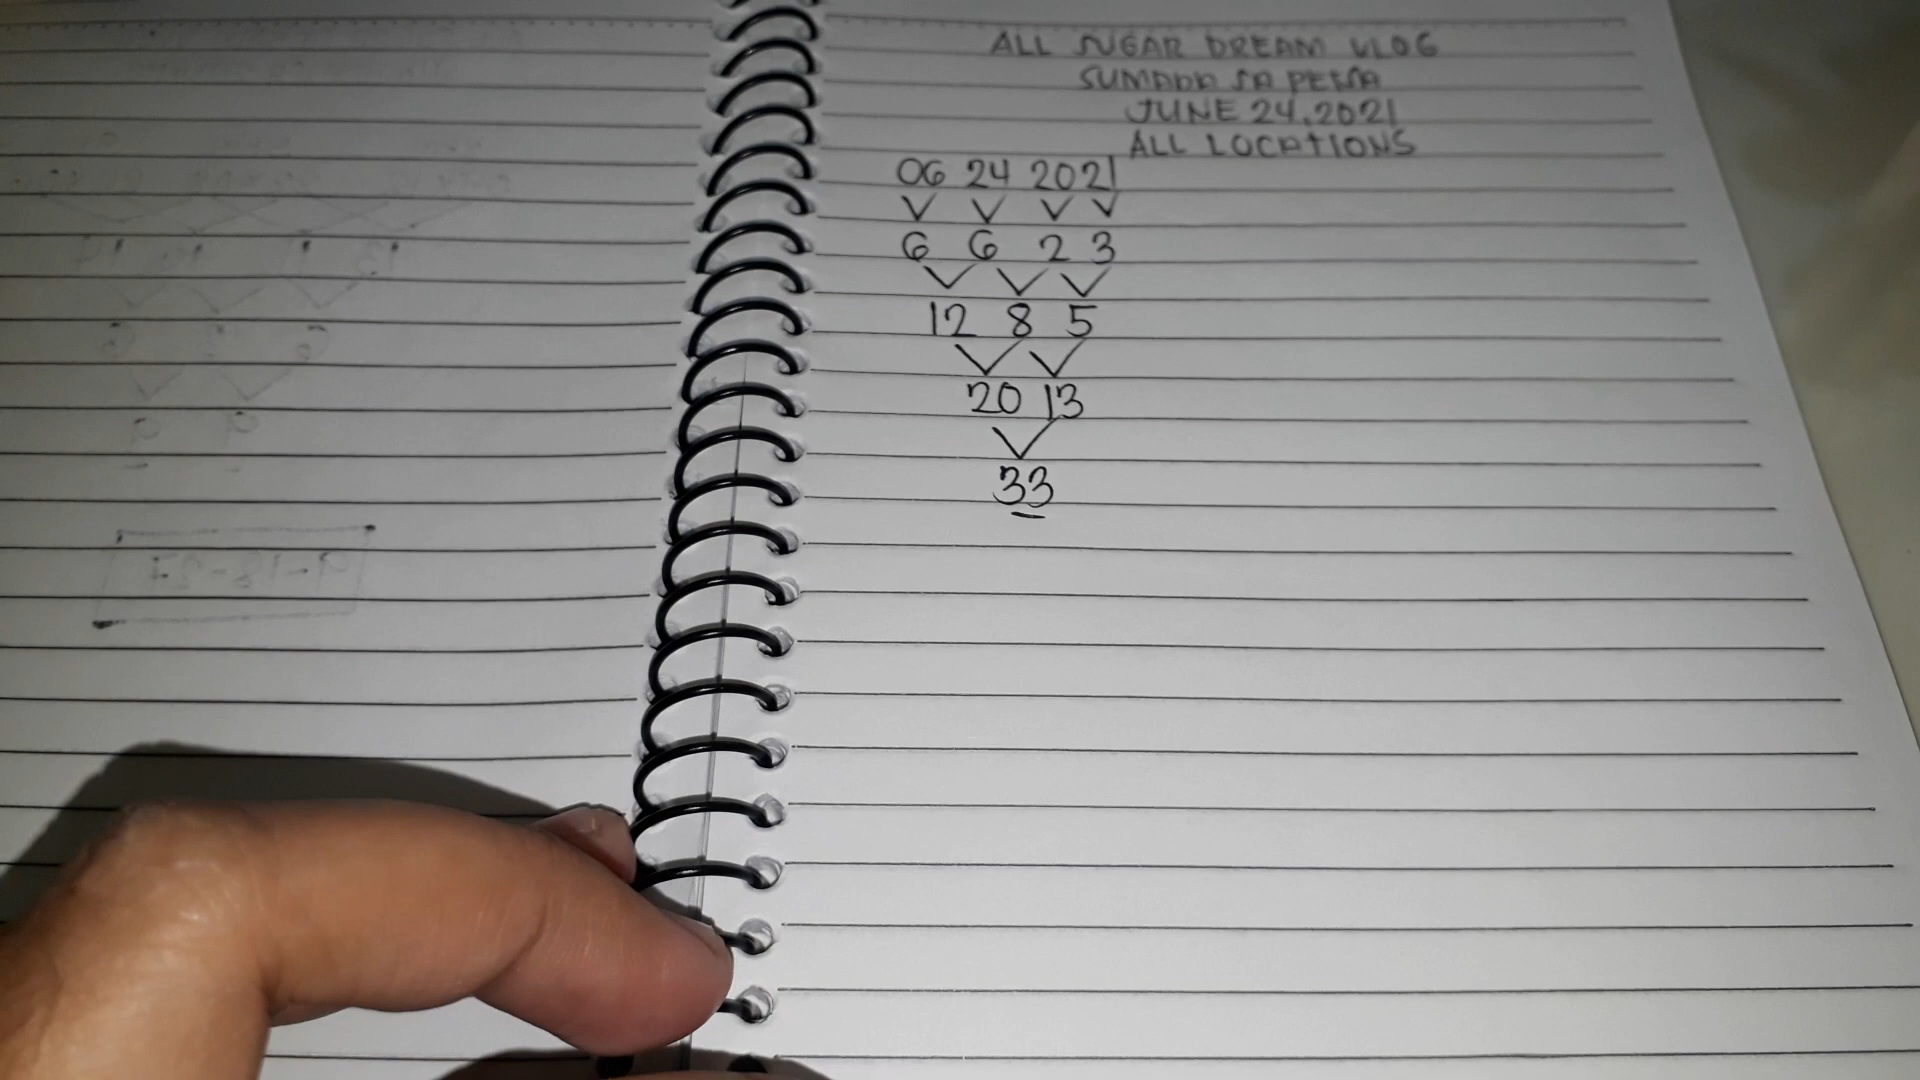 ALL SUGAR DREAM VLOG
SUMADA SA PETSA
JUNE 24, 2021
ALL LOCATIONS
06 24 2021
6 6 2 3
12 8 5
20 13
33